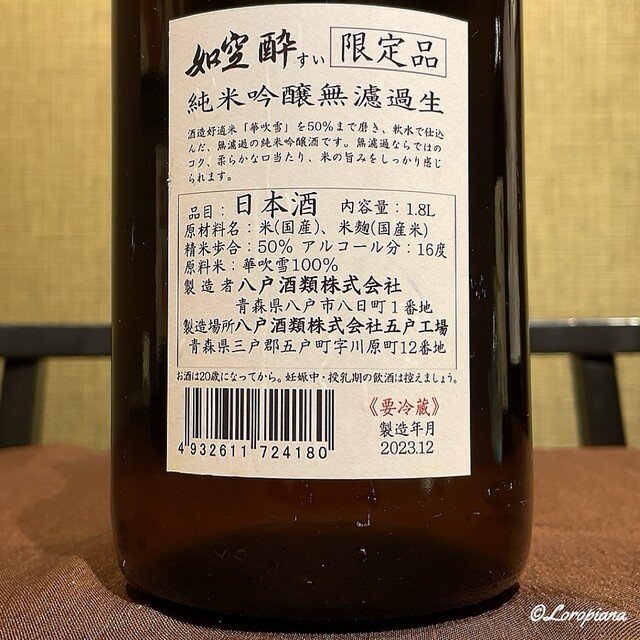 如空 酔すい 限定品
純米吟醸無濾過生
酒造好適米「華吹雪」を50%まで磨き、軟水で仕込
んだ、無濾過の純米吟醸酒です。無濾過ならではの
コク、柔らかな口当たり、米の旨みをしっかり感じ
られます。
品目：日本酒 内容量：1.8L
原材料名：米(国産)、米麹(国産米)
精米歩合：50% アルコール分：16度
原料米：華吹雪100%
製造者八戸酒類株式会社
青森県八戸市八日町1番地
製造場所八戸酒類株式会社五戸工場
青森県三戸郡五戸町字川原町12番地
お酒は20歳になってから。妊娠中・授乳期の飲酒は控えましょう。
《要冷蔵》
製造年月
2023.12
4 932611 724180
©Loropiana